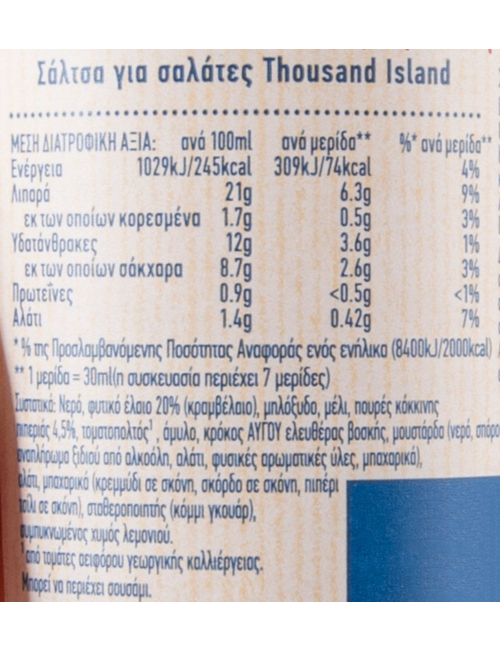 Σάλτσα για σαλάτες Thousand Island
ΜΕΣΗ ΔΙΑΤΡΟΦΙΚΗ ΑΞΙΑ: ανά 100ml ανά μερίδα** %* ανά μερίδα**
Ενέργεια 1029kJ/245kcal 309kJ/74kcal 4%
Λιπαρά 21g 6.3g 9%
εκ των οποίων κορεσμένα 1.7g 0.5g 3%
Υδατάνθρακες 12g 3.6g 1%
εκ των οποίων σάκχαρα 8.7g 2.6g 3%
Πρωτεΐνες 0.9g <0.5g <1%
Αλάτι 1.4g 0.42g 7%
* % της Προσλαμβανόμενης Ποσότητας Αναφοράς ενός ενήλικα (8400kJ/2000kcal)
** 1 μερίδα = 30ml(η συσκευασία περιέχει 7 μερίδες)
Συστατικά: Νερό, φυτικό έλαιο 20% (κραμβέλαιο), μηλόξυδο, μέλι, πουρές κόκκινης
πιπεριάς 4,5%, τοματοπολτός¹, άμυλο, κρόκος ΑΥΓΟΥ ελευθέρας βοσκής, μουστάρδα (νερό,
αναπλήρωμα ξιδιού από αλκοόλη, αλάτι, φυσικές αρωματικές ύλες, μπαχαρικά),
αλάτι, μπαχαρικά (κρεμμύδι σε σκόνη, σκόρδο σε σκόνη, πιπέρι
τσίλι σε σκόνη), σταθεροποιητής (κόμμι γκουάρ),
συμπυκνωμένος χυμός λεμονιού.
¹από τομάτες αειφόρου γεωργικής καλλιέργειας.
Μπορεί να περιέχει σουσάμι.